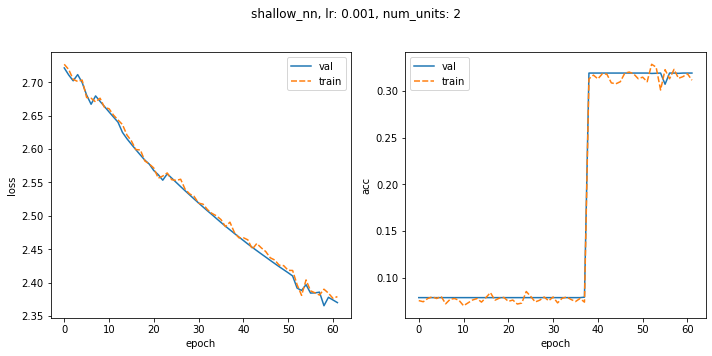 shallow_nn, lr: 0.001, num_units: 2
val
train
2.70
2.65
2.60
2.55
2.50
2.45
2.40
2.35
loss
0 10 20 30 40 50 60
epoch
val
train
0.30
0.25
0.20
0.15
0.10
acc
0 10 20 30 40 50 60
epoch